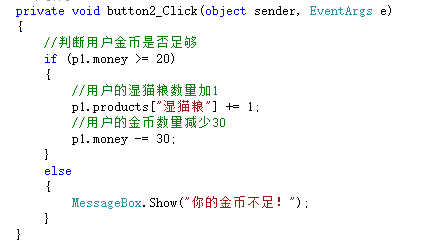 private void button2_Click(object sender, EventArgs e)
{
    //判断用户金币是否足够
    if (p1.money >= 20)
    {
        //用户的湿猫粮数量加1
        p1.products["湿猫粮"] += 1;
        //用户的金币数量减少30
        p1.money -= 30;
    }
    else
    {
        MessageBox.Show("你的金币不足！");
    }
}